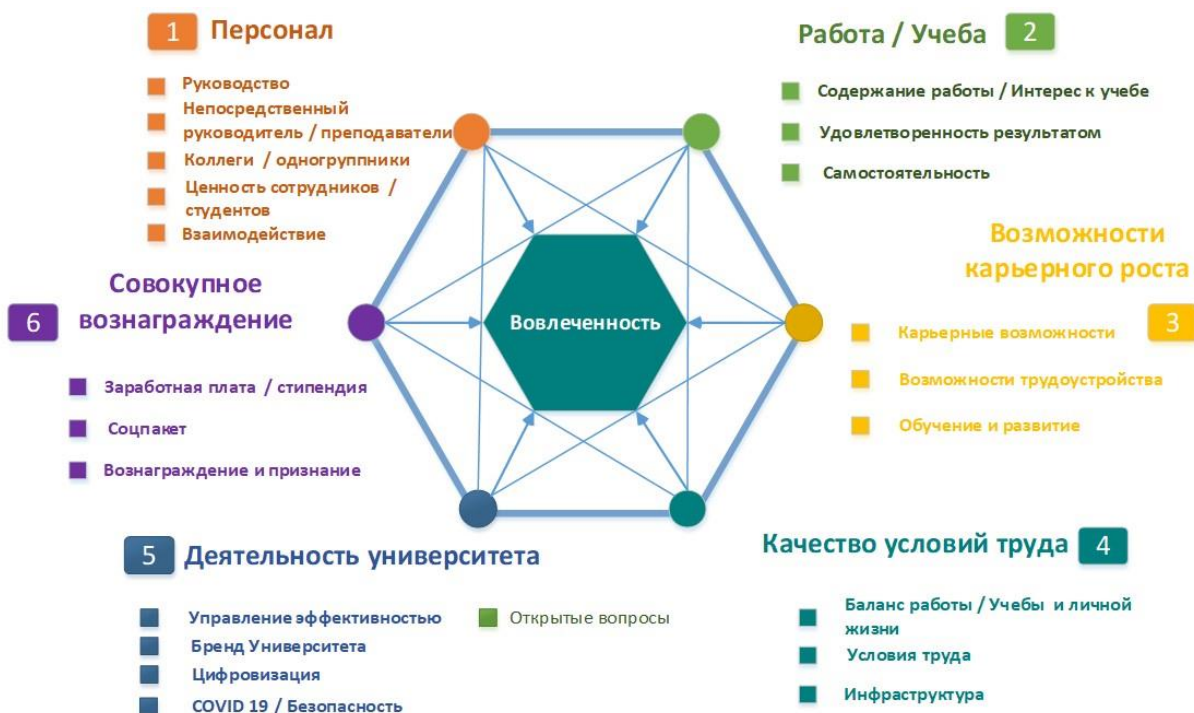 1 Персонал
Руководство
Непосредственный
руководитель / преподаватели
Коллеги / одногруппники
Ценность сотрудников /
студентов
Взаимодействие
Работа / Учеба 2
Содержание работы / Интерес к учебе
Удовлетворенность результатом
Самостоятельность
Возможности
карьерного роста
3
Карьерные возможности
Возможности трудоустройства
Обучение и развитие
Вовлеченность
Совокупное
6 вознаграждение
Заработная плата / стипендия
Соцпакет
Вознаграждение и признание
5 Деятельность университета
Управление эффективностью
Бренд Университета
Цифровизация
COVID 19 / Безопасность
Открытые вопросы
Качество условий труда 4
Баланс работы / Учебы и личной
жизни
Условия труда
Инфраструктура